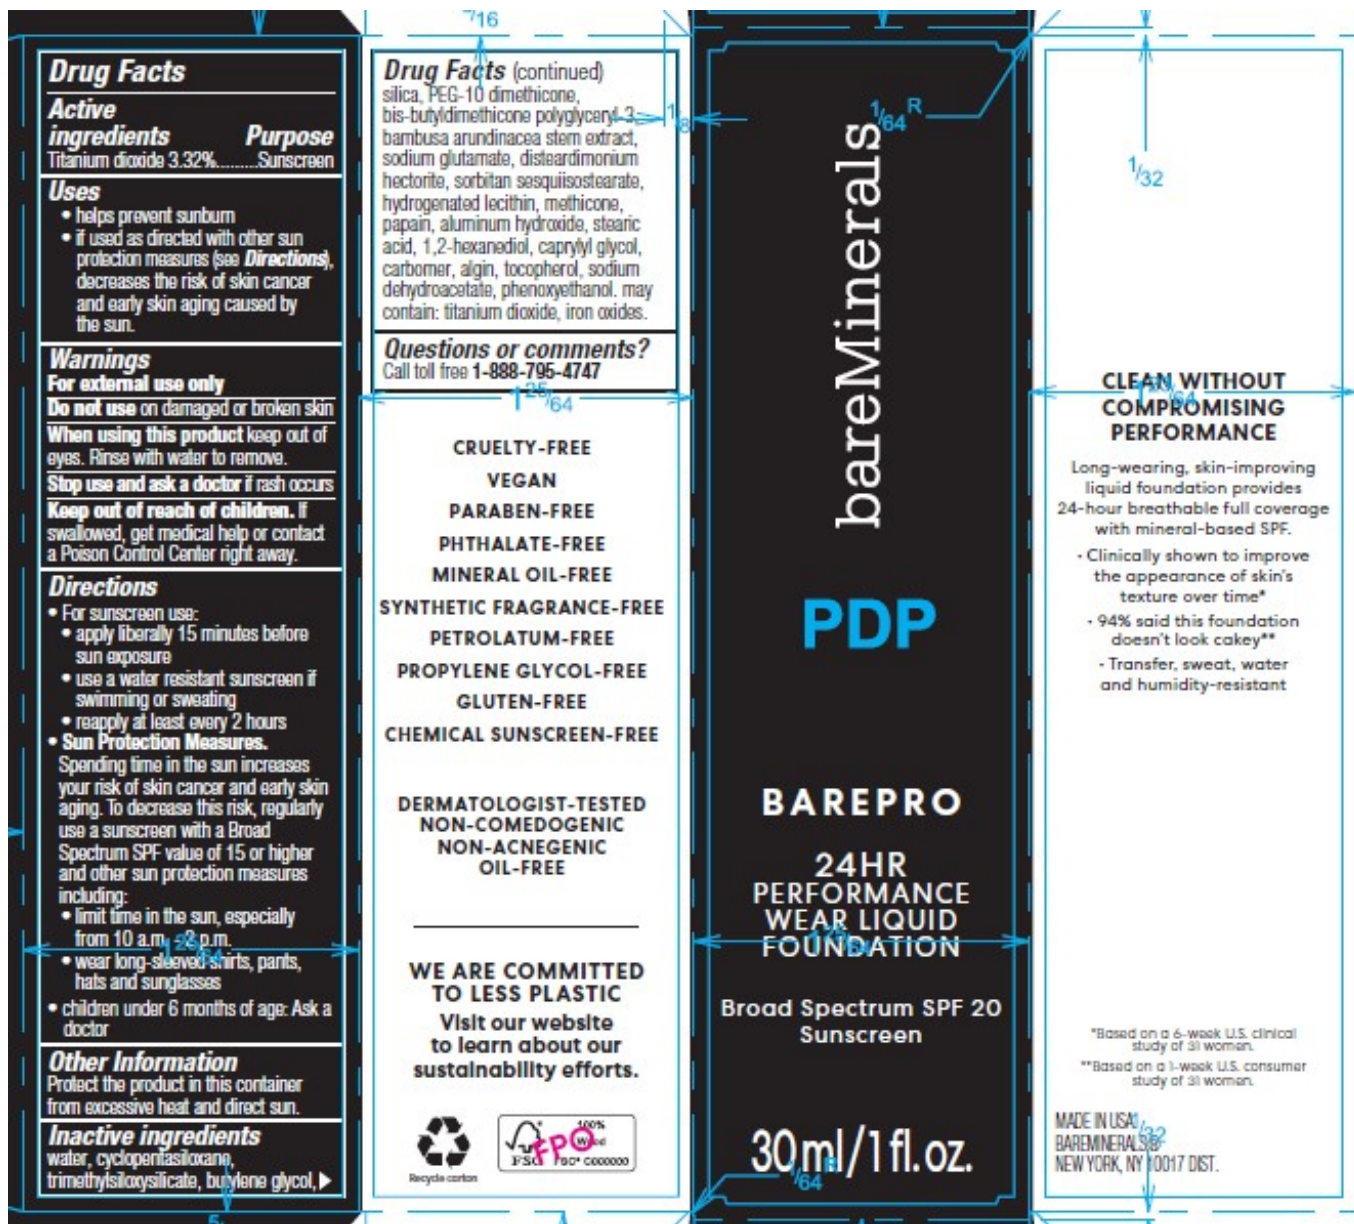 Drug Facts
Active
ingredients Purpose
Titanium dioxide 3.32%..........Sunscreen
Uses
• helps prevent sunburn
• if used as directed with other sun
protection measures (see Directions),
decreases the risk of skin cancer
and early skin aging caused by
the sun.
Warnings
For external use only
Do not use on damaged or broken skin
When using this product keep out of
eyes. Rinse with water to remove.
Stop use and ask a doctor if rash occurs
Keep out of reach of children. If
swallowed, get medical help or contact
a Poison Control Center right away.
Directions
• For sunscreen use:
• apply liberally 15 minutes before
sun exposure
• use a water resistant sunscreen if
swimming or sweating
• reapply at least every 2 hours
• Sun Protection Measures.
Spending time in the sun increases
your risk of skin cancer and early skin
aging. To decrease this risk, regularly
use a sunscreen with a Broad
Spectrum SPF value of 15 or higher
and other sun protection measures
including:
• limit time in the sun, especially
from 10 a.m. - 2 p.m.
• wear long-sleeved shirts, pants,
hats and sunglasses
• children under 6 months of age: Ask a
doctor
Other Information
Protect the product in this container
from excessive heat and direct sun.
Inactive ingredients
water, cyclopentasiloxane,
trimethylsiloxysilicate, butylene glycol,
Drug Facts (continued)
silica, PEG-10 dimethicone,
bis-butyldimethicone polyglyceryl-3,
bambusa arundinacea stem extract,
sodium glutamate, disteardimonium
hectorite, sorbitan sesquiisostearate,
hydrogenated lecithin, methicone,
papain, aluminum hydroxide, stearic
acid, 1,2-hexanediol, caprylyl glycol,
carbomer, algin, tocopherol, sodium
dehydroacetate, phenoxyethanol. may
contain: titanium dioxide, iron oxides.
Questions or comments?
Call toll free 1-888-795-4747
1 25/64
CRUELTY-FREE
VEGAN
PARABEN-FREE
PHTHALATE-FREE
MINERAL OIL-FREE
SYNTHETIC FRAGRANCE-FREE
PETROLATUM-FREE
PROPYLENE GLYCOL-FREE
GLUTEN-FREE
CHEMICAL SUNSCREEN-FREE
DERMATOLOGIST-TESTED
NON-COMEDOGENIC
NON-ACNEGENIC
OIL-FREE
WE ARE COMMITTED
TO LESS PLASTIC
Visit our website
to learn about our
sustainability efforts.
Recycle carton
100%
FPO
FSC
1/8
1/64 R
bareMinerals
PDP
BAREPRO
24HR
PERFORMANCE
WEAR LIQUID
FOUNDATION
Broad Spectrum SPF 20
Sunscreen
30 ml/1 fl. oz.
1/64 R
1/32
CLEAN WITHOUT
COMPROMISING
PERFORMANCE
Long-wearing, skin-improving
liquid foundation provides
24-hour breathable full coverage
with mineral-based SPF.
• Clinically shown to improve
the appearance of skin's
texture over time*
• 94% said this foundation
doesn't look cakey**
• Transfer, sweat, water
and humidity-resistant
*Based on a 6-week U.S. clinical
study of 31 women.
**Based on a 1-week U.S. consumer
study of 31 women.
MADE IN USA
BAREMINERALS®
NEW YORK, NY 10017 DIST.
1/32